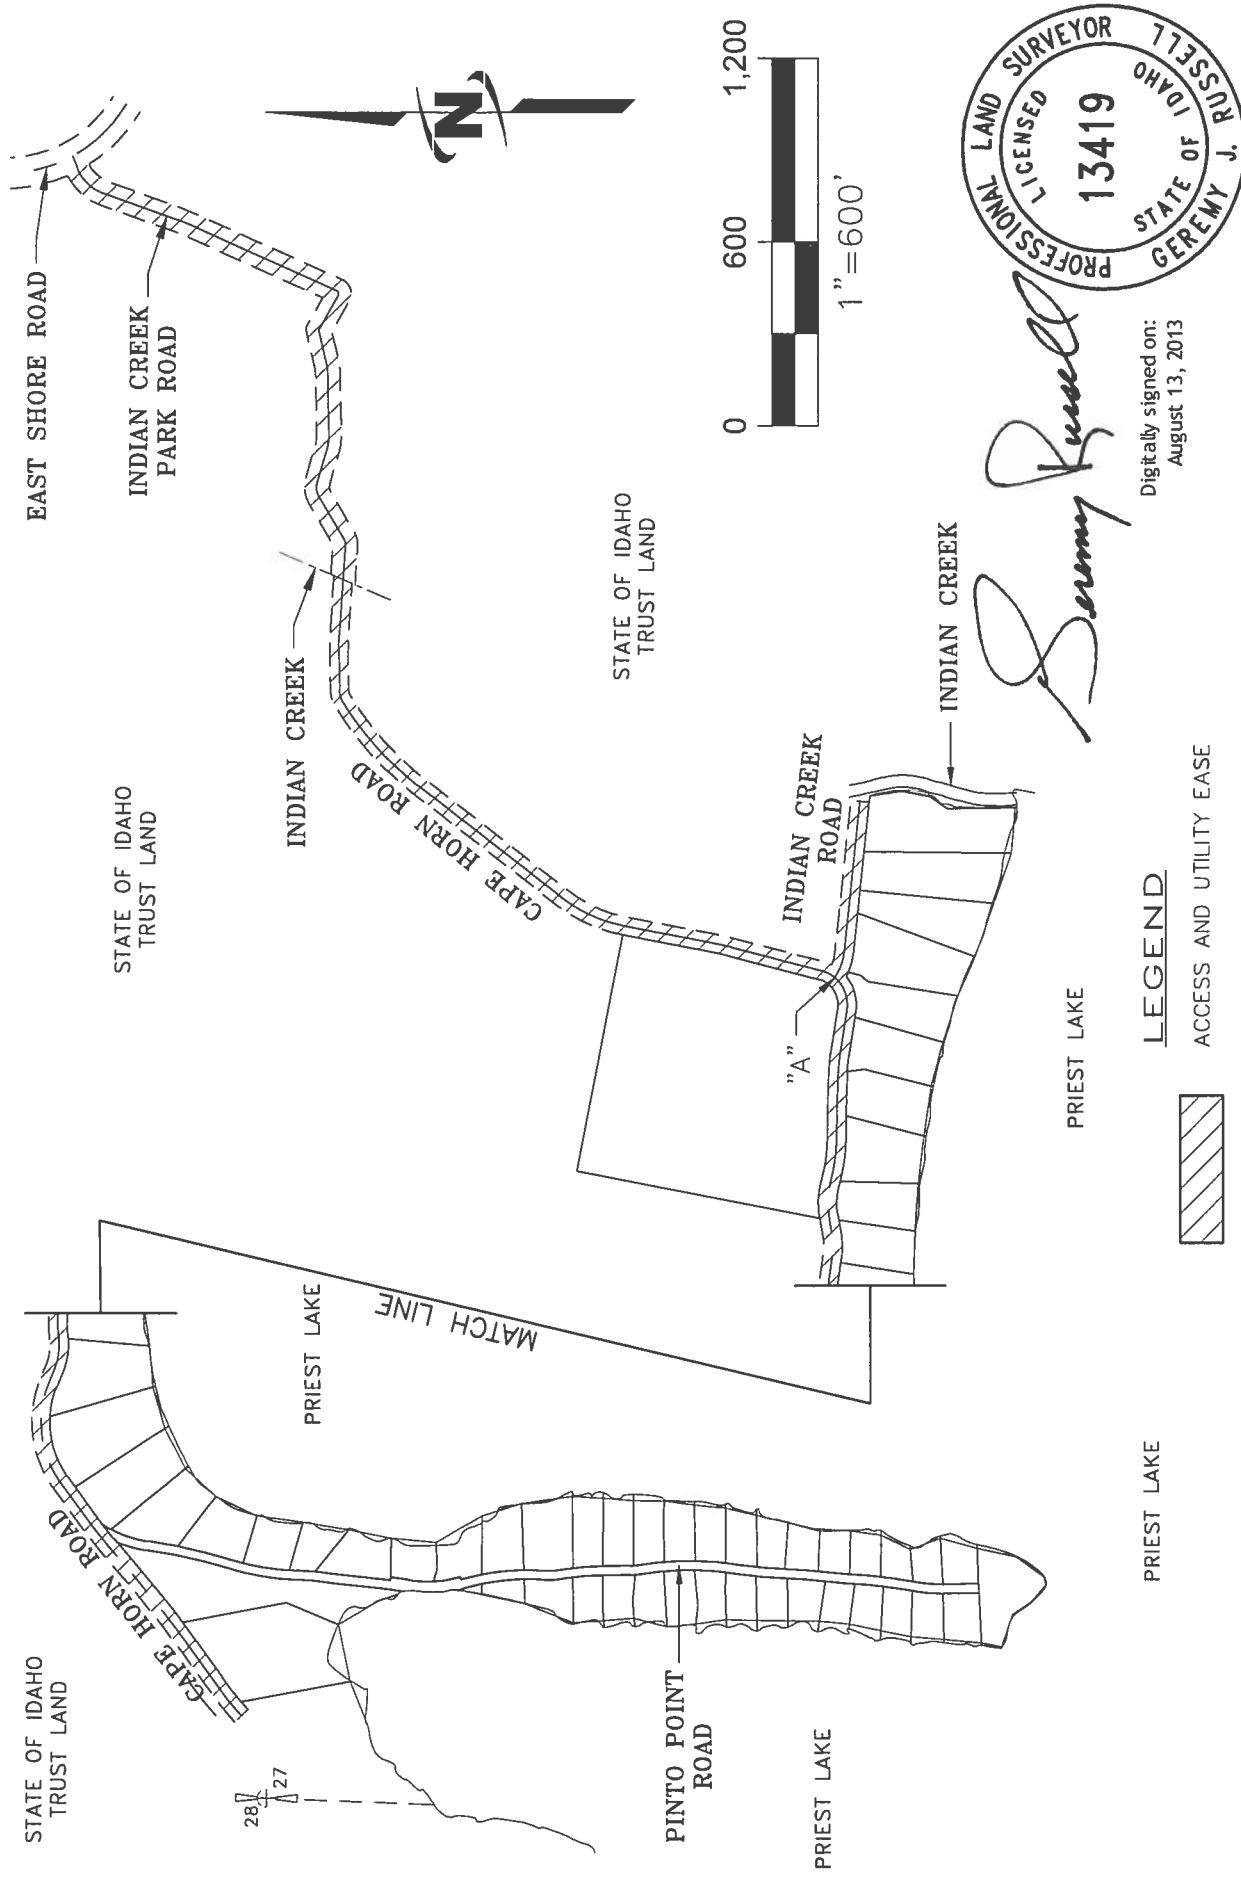 STATE OF IDAHO
TRUST LAND
CAPE HORN ROAD
28
27
PRIEST LAKE
MATCH LINE
PINTO POINT
ROAD
PRIEST LAKE
PRIEST LAKE
EAST SHORE ROAD
INDIAN CREEK
PARK ROAD
N
STATE OF IDAHO
TRUST LAND
INDIAN CREEK
CAPE HORN ROAD
STATE OF IDAHO
TRUST LAND
INDIAN CREEK
ROAD
"A"
INDIAN CREEK
PRIEST LAKE
0 600 1,200
1"=600'
LEGEND
ACCESS AND UTILITY EASE
Geremy Russell
Digitally signed on:
August 13, 2013
PROFESSIONAL LAND SURVEYOR
LICENSED
13419
STATE OF IDAHO
GEREMY J. RUSSELL